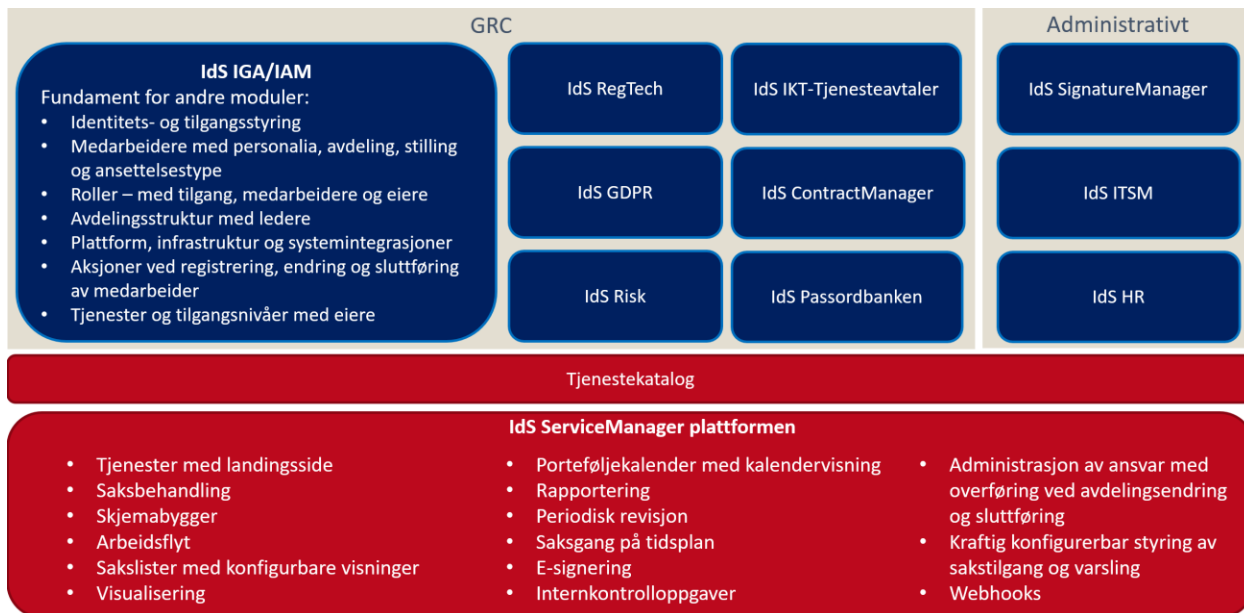 GRC
Administrativt
IdS IGA/IAM
Fundament for andre moduler:
• Identitets- og tilgangsstyring
• Medarbeidere med personalia, avdeling, stilling
og ansettelsestype
• Roller – med tilgang, medarbeidere og eiere
• Avdelingsstruktur med ledere
• Plattform, infrastruktur og systemintegrasjoner
• Aksjoner ved registrering, endring og sluttføring
av medarbeider
• Tjenester og tilgangsnivåer med eiere
IdS RegTech
IdS IKT-Tjenesteavtaler
IdS SignatureManager
IdS GDPR
IdS ContractManager
IdS ITSM
IdS Risk
IdS Passordbanken
IdS HR
Tjenestekatalog
IdS ServiceManager plattformen
• Tjenester med landingsside
• Saksbehandling
• Skjemabygger
• Arbeidsflyt
• Sakslister med konfigurbare visninger
• Visualisering
• Porteføljekalender med kalendervisning
• Rapportering
• Periodisk revisjon
• Saksgang på tidsplan
• E-signering
• Internkontrolloppgaver
• Administrasjon av ansvar med
overføring ved avdelingsendring
og sluttføring
• Kraftig konfigurerbar styring av
sakstilgang og varsling
• Webhooks